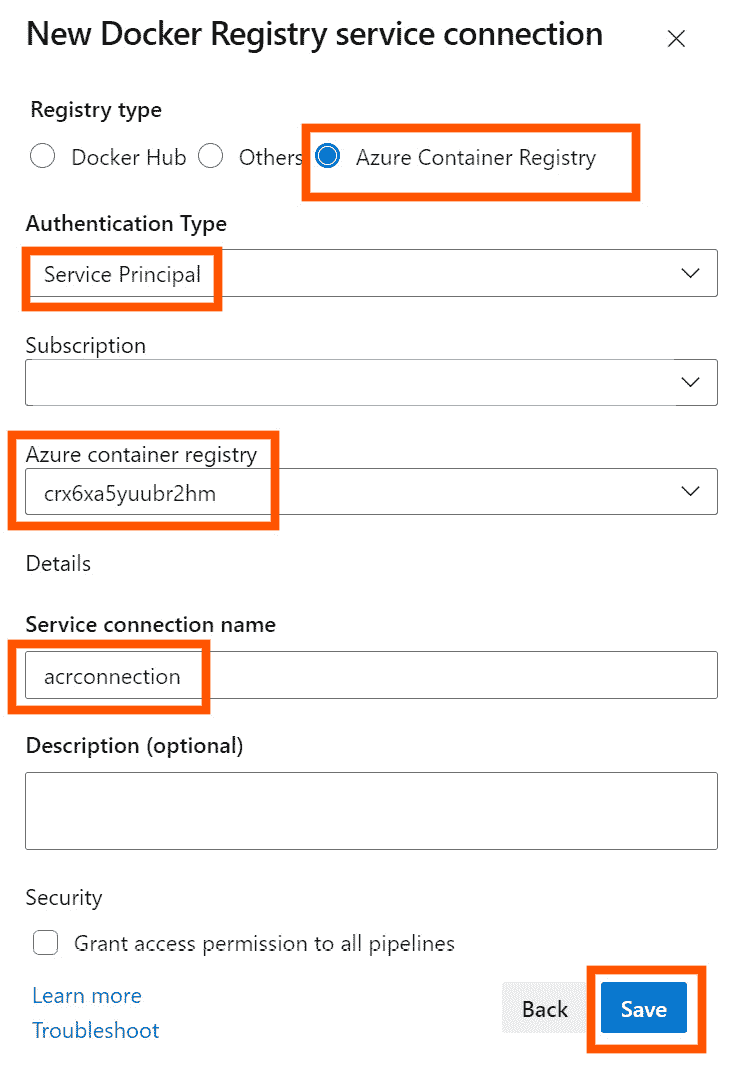 New Docker Registry service connection
Registry type
Docker Hub Others Azure Container Registry
Authentication Type
Service Principal
Subscription
Azure container registry
crx6xa5yuubr2hm
Details
Service connection name
acrconnection
Description (optional)
Security
Grant access permission to all pipelines
Learn more
Back Save
Troubleshoot